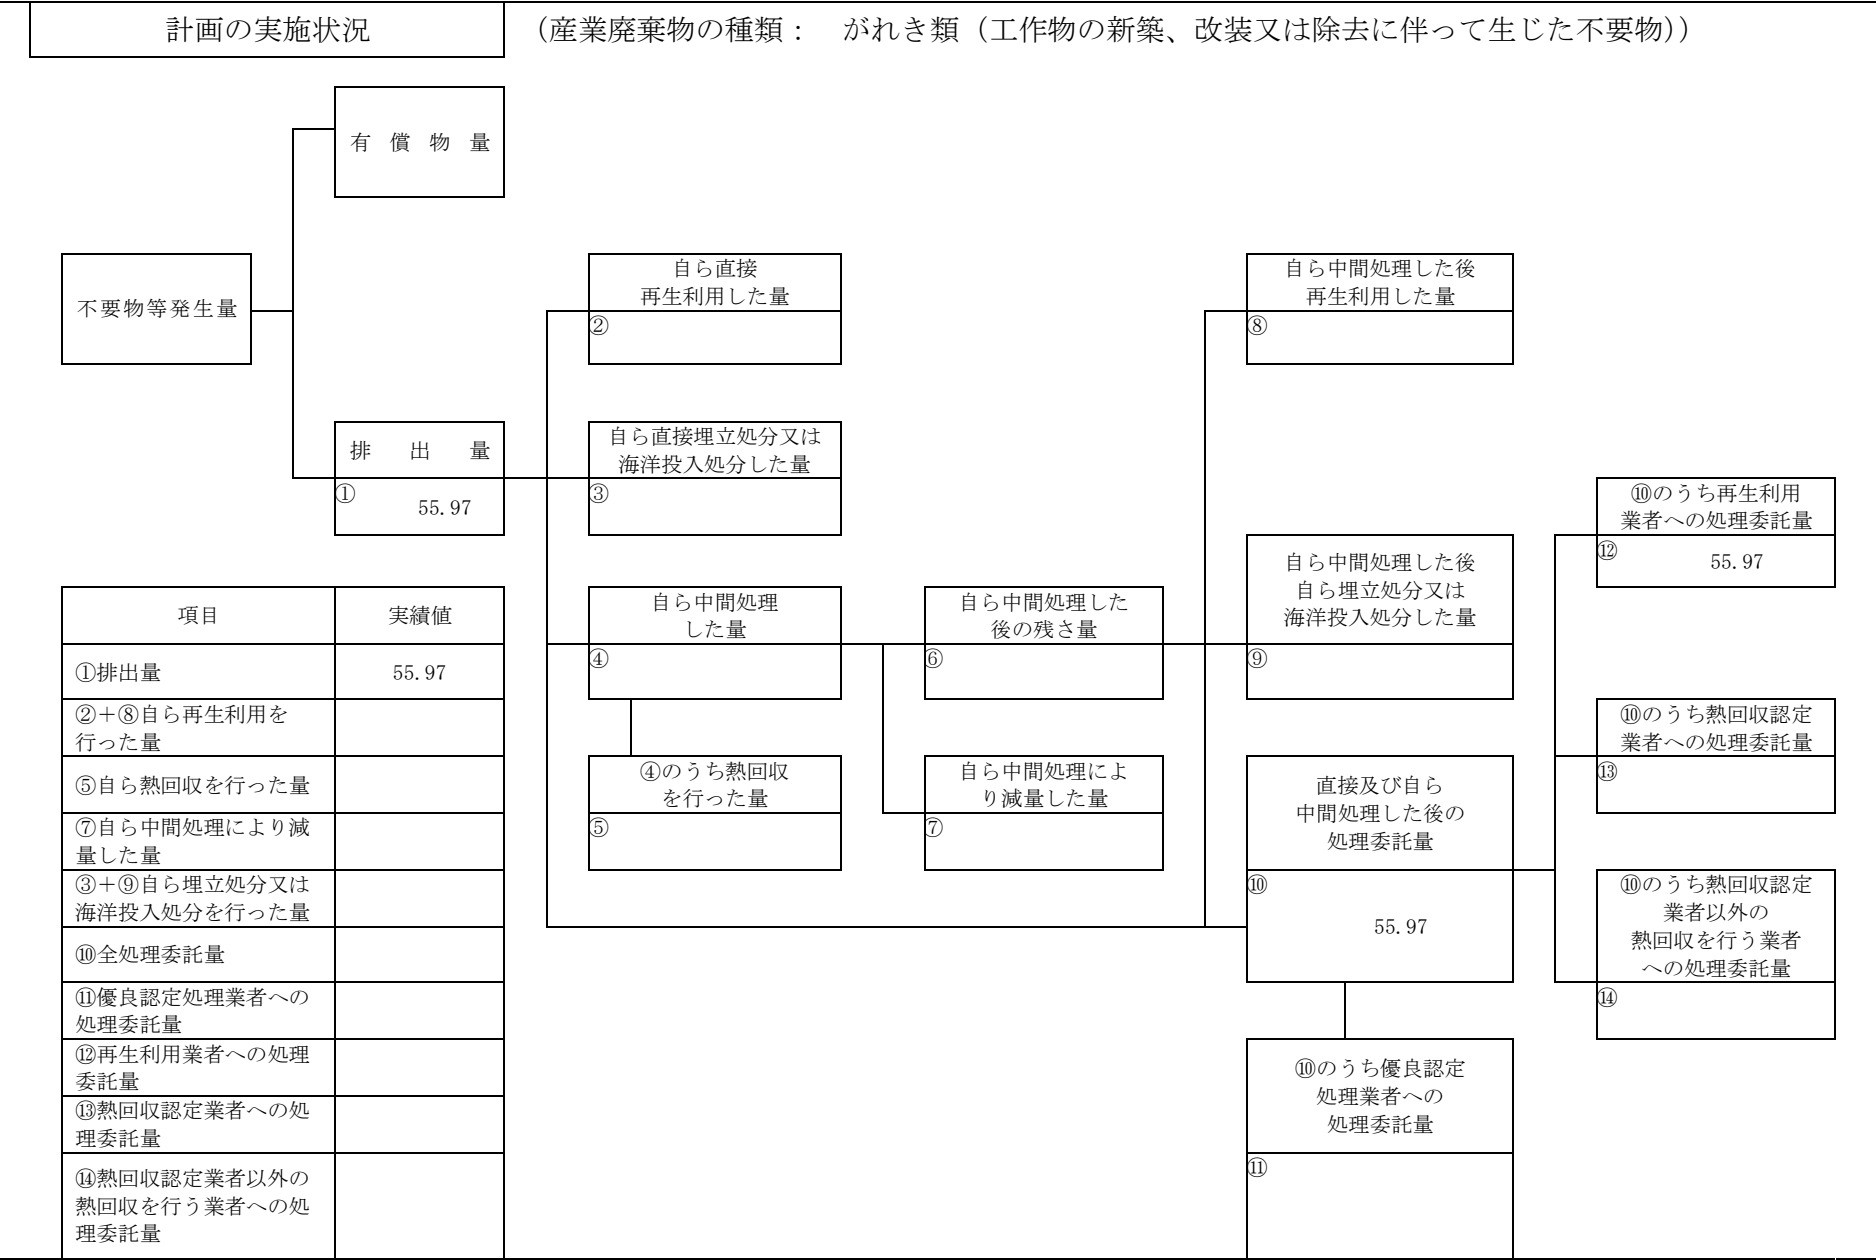 計画の実施状況
（産業廃棄物の種類：　がれき類（工作物の新築、改装又は除去に伴って生じた不要物））
有償物量
不要物等発生量
排出量
① 55.97
自ら直接
再生利用した量
②
自ら直接埋立処分又は
海洋投入処分した量
③
自ら中間処理
した量
④
④のうち熱回収
を行った量
⑤
自ら中間処理した
後の残さ量
⑥
自ら中間処理によ
り減量した量
⑦
自ら中間処理した後
再生利用した量
⑧
自ら中間処理した後
自ら埋立処分又は
海洋投入処分した量
⑨
直接及び自ら
中間処理した後の
処理委託量
⑩
55.97
⑩のうち優良認定
処理業者への
処理委託量
⑪
⑩のうち再生利用
業者への処理委託量
⑫ 55.97
⑩のうち熱回収認定
業者への処理委託量
⑬
⑩のうち熱回収認定
業者以外の
熱回収を行う業者
への処理委託量
⑭
項目 実績値
①排出量 55.97
②＋⑧自ら再生利用を
行った量
⑤自ら熱回収を行った量
⑦自ら中間処理により減
量した量
③＋⑨自ら埋立処分又は
海洋投入処分を行った量
⑩全処理委託量
⑪優良認定処理業者への
処理委託量
⑫再生利用業者への処理
委託量
⑬熱回収認定業者への処
理委託量
⑭熱回収認定業者以外の
熱回収を行う業者への処
理委託量